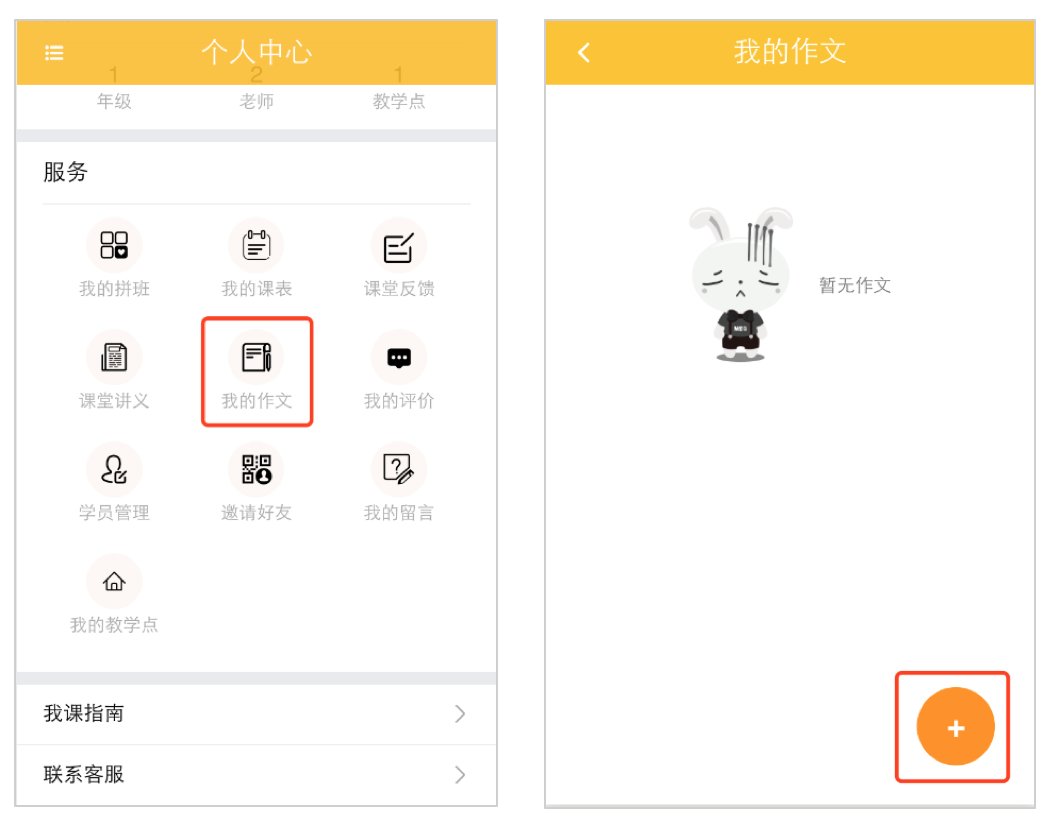 个人中心
1 2 1
年级 老师 教学点
服务
我的拼班 我的课表 课堂反馈
课堂讲义 我的作文 我的评价
学员管理 邀请好友 我的留言
我的教学点
我课指南
联系客服
我的作文
暂无作文